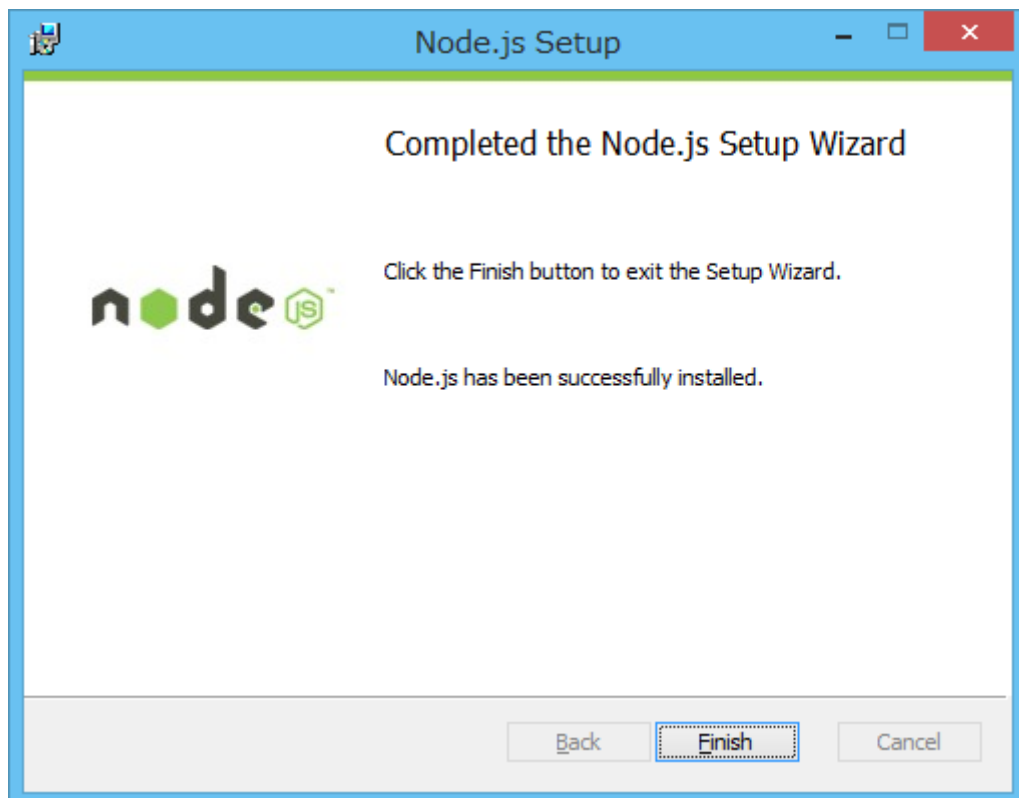 Node.js Setup
Completed the Node.js Setup Wizard
Click the Finish button to exit the Setup Wizard.
node JS™
Node.js has been successfully installed.
Back Finish Cancel